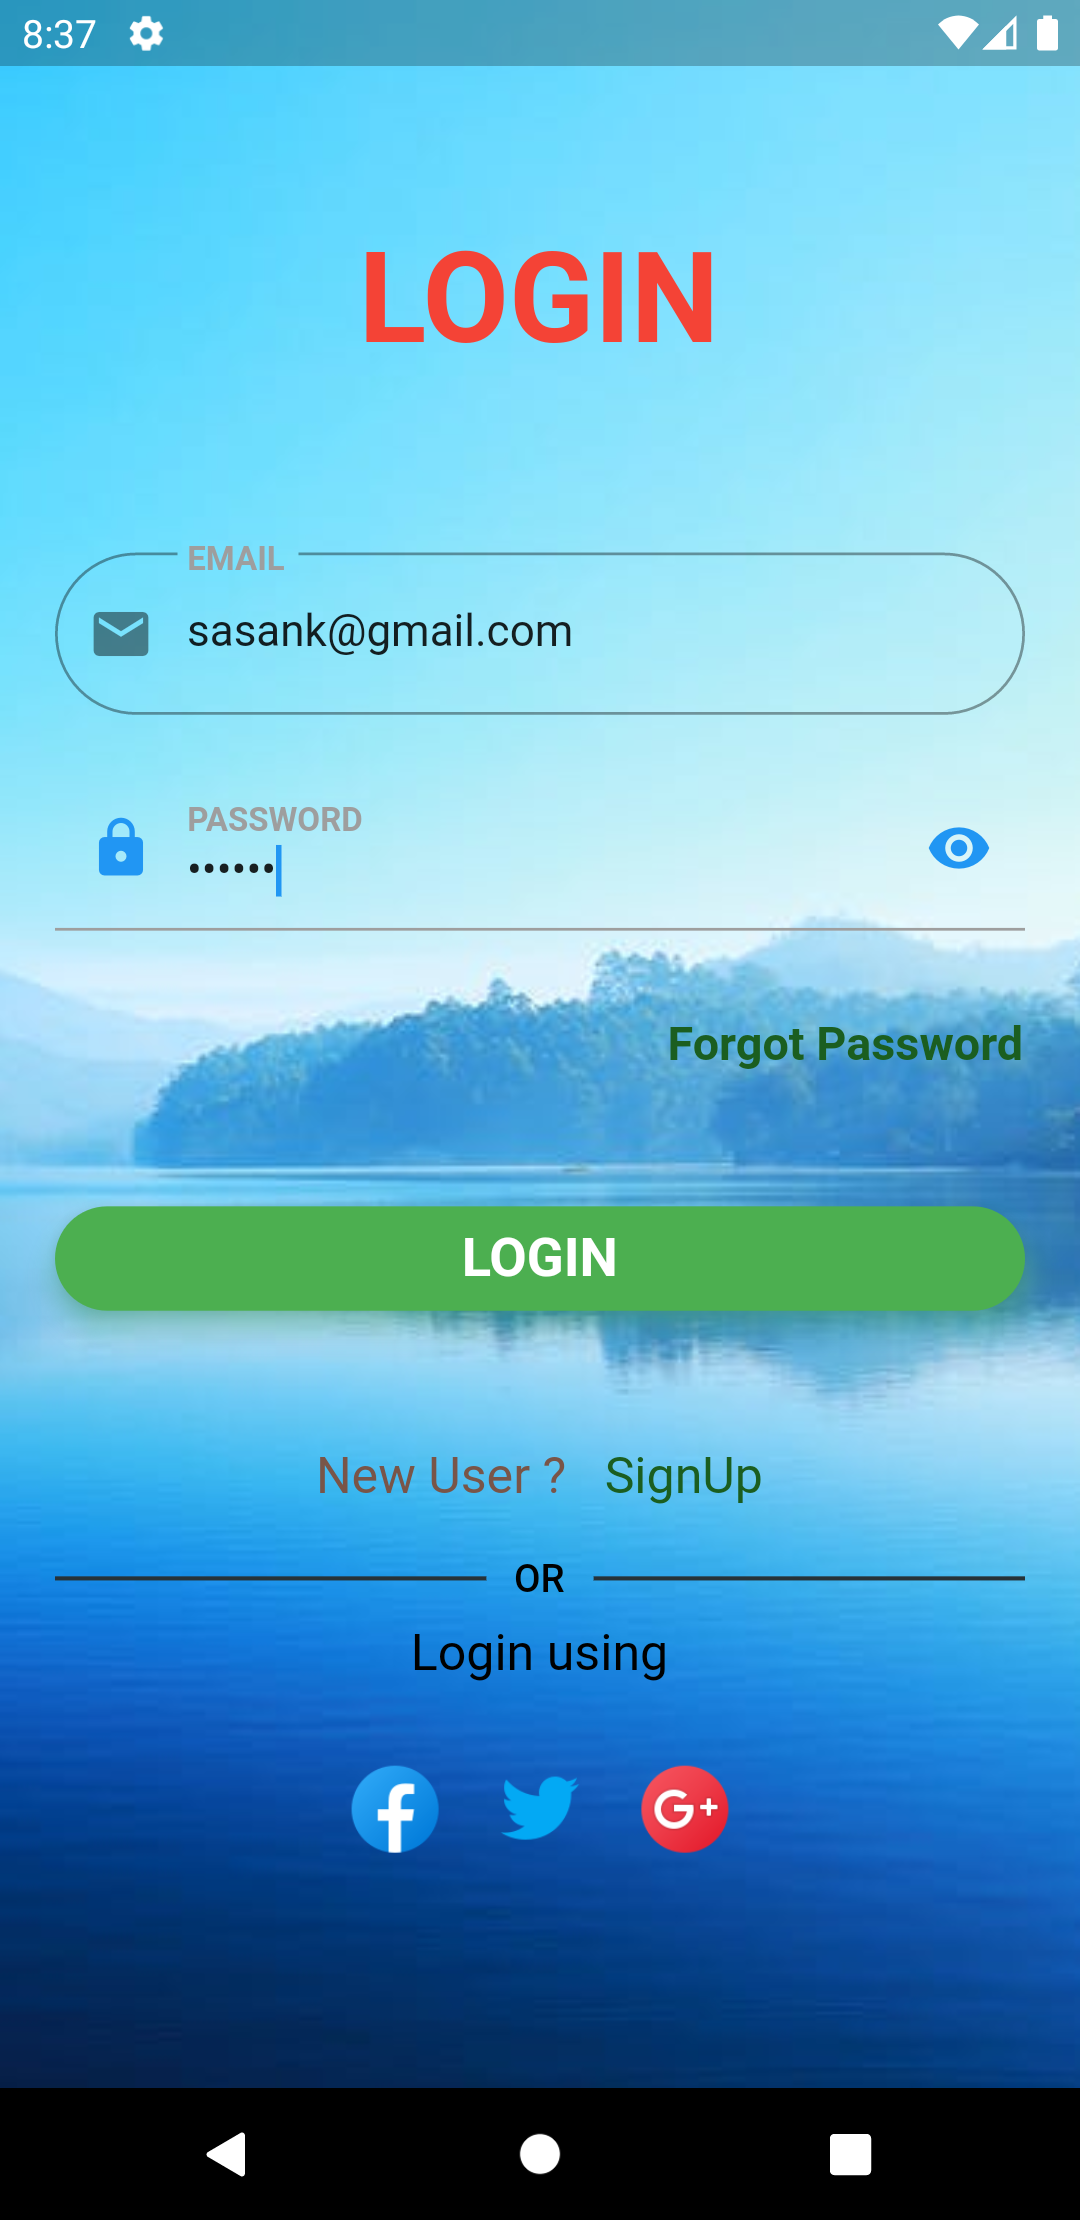 8:37
LOGIN
EMAIL
sasank@gmail.com
PASSWORD
••••••
Forgot Password
LOGIN
New User ? SignUp
OR
Login using
f G+